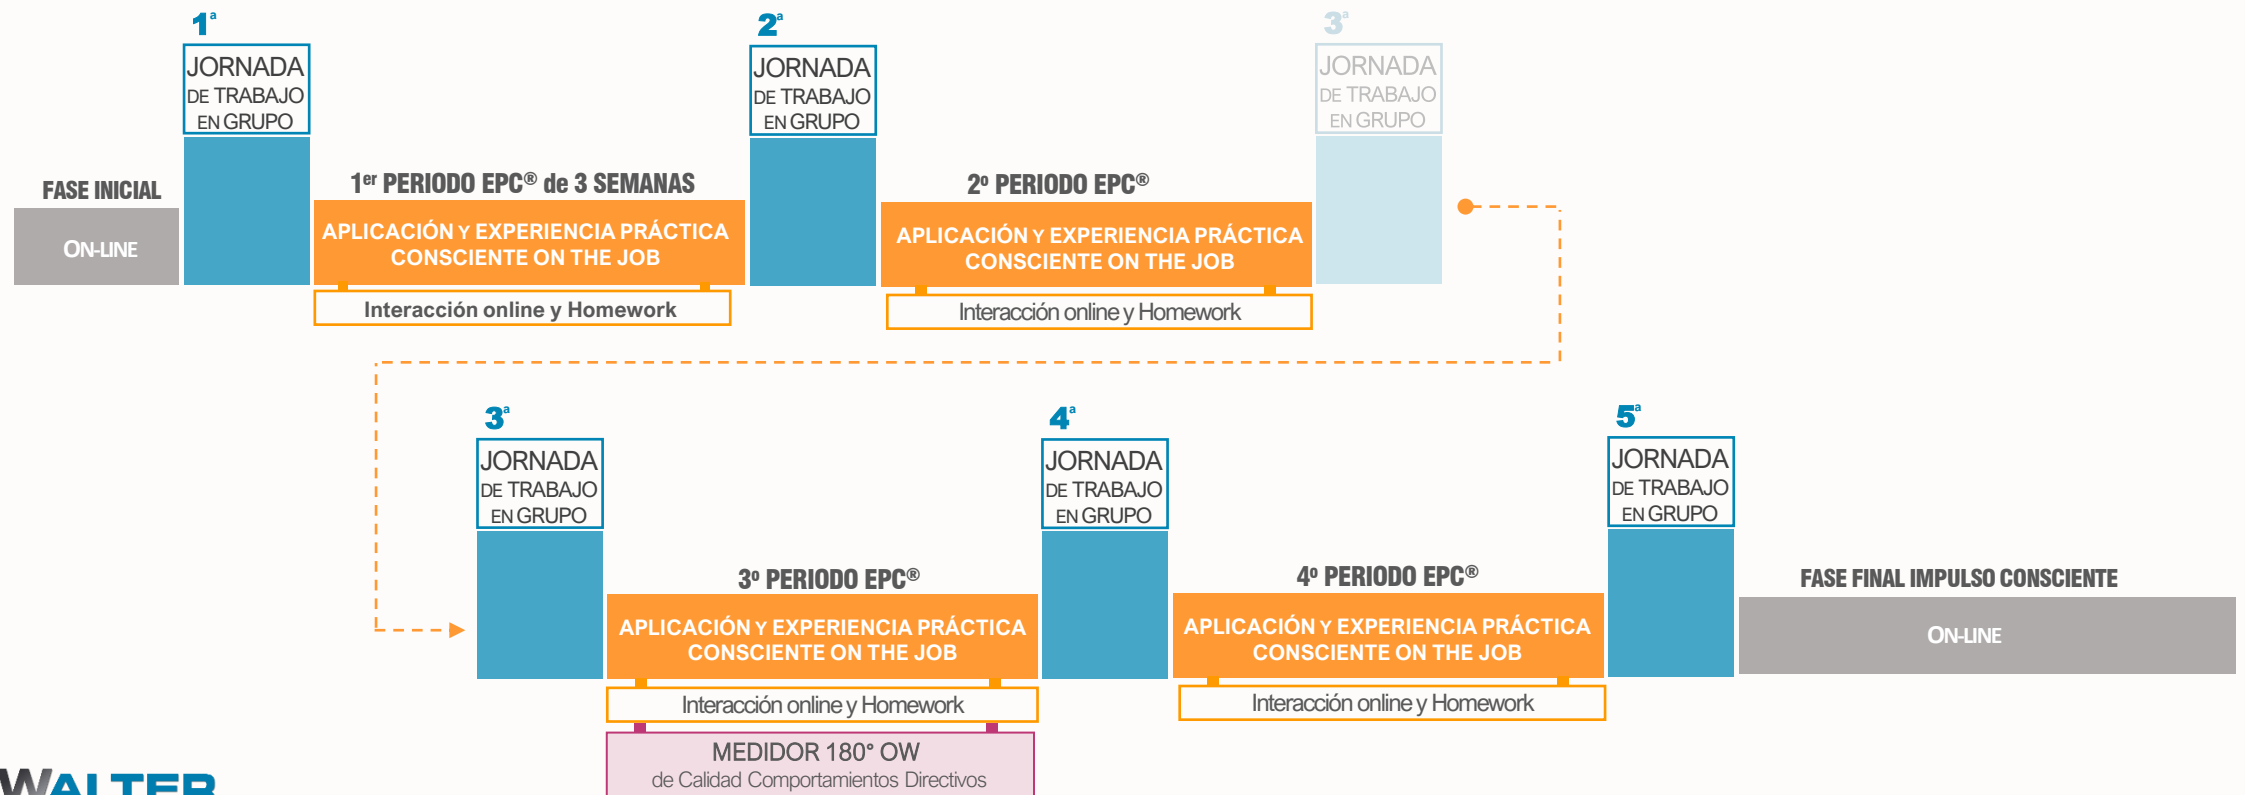 1ª
JORNADA
DE TRABAJO
EN GRUPO
2ª
JORNADA
DE TRABAJO
EN GRUPO
3ª
JORNADA
DE TRABAJO
EN GRUPO
FASE INICIAL
ON-LINE
1er PERIODO EPC® de 3 SEMANAS
APLICACIÓN Y EXPERIENCIA PRÁCTICA
CONSCIENTE ON THE JOB
Interacción online y Homework
2º PERIODO EPC®
APLICACIÓN Y EXPERIENCIA PRÁCTICA
CONSCIENTE ON THE JOB
Interacción online y Homework
3ª
JORNADA
DE TRABAJO
EN GRUPO
4ª
JORNADA
DE TRABAJO
EN GRUPO
5ª
JORNADA
DE TRABAJO
EN GRUPO
3º PERIODO EPC®
APLICACIÓN Y EXPERIENCIA PRÁCTICA
CONSCIENTE ON THE JOB
Interacción online y Homework
MEDIDOR 180° OW
de Calidad Comportamientos Directivos
4º PERIODO EPC®
APLICACIÓN Y EXPERIENCIA PRÁCTICA
CONSCIENTE ON THE JOB
Interacción online y Homework
FASE FINAL IMPULSO CONSCIENTE
ON-LINE
WALTER